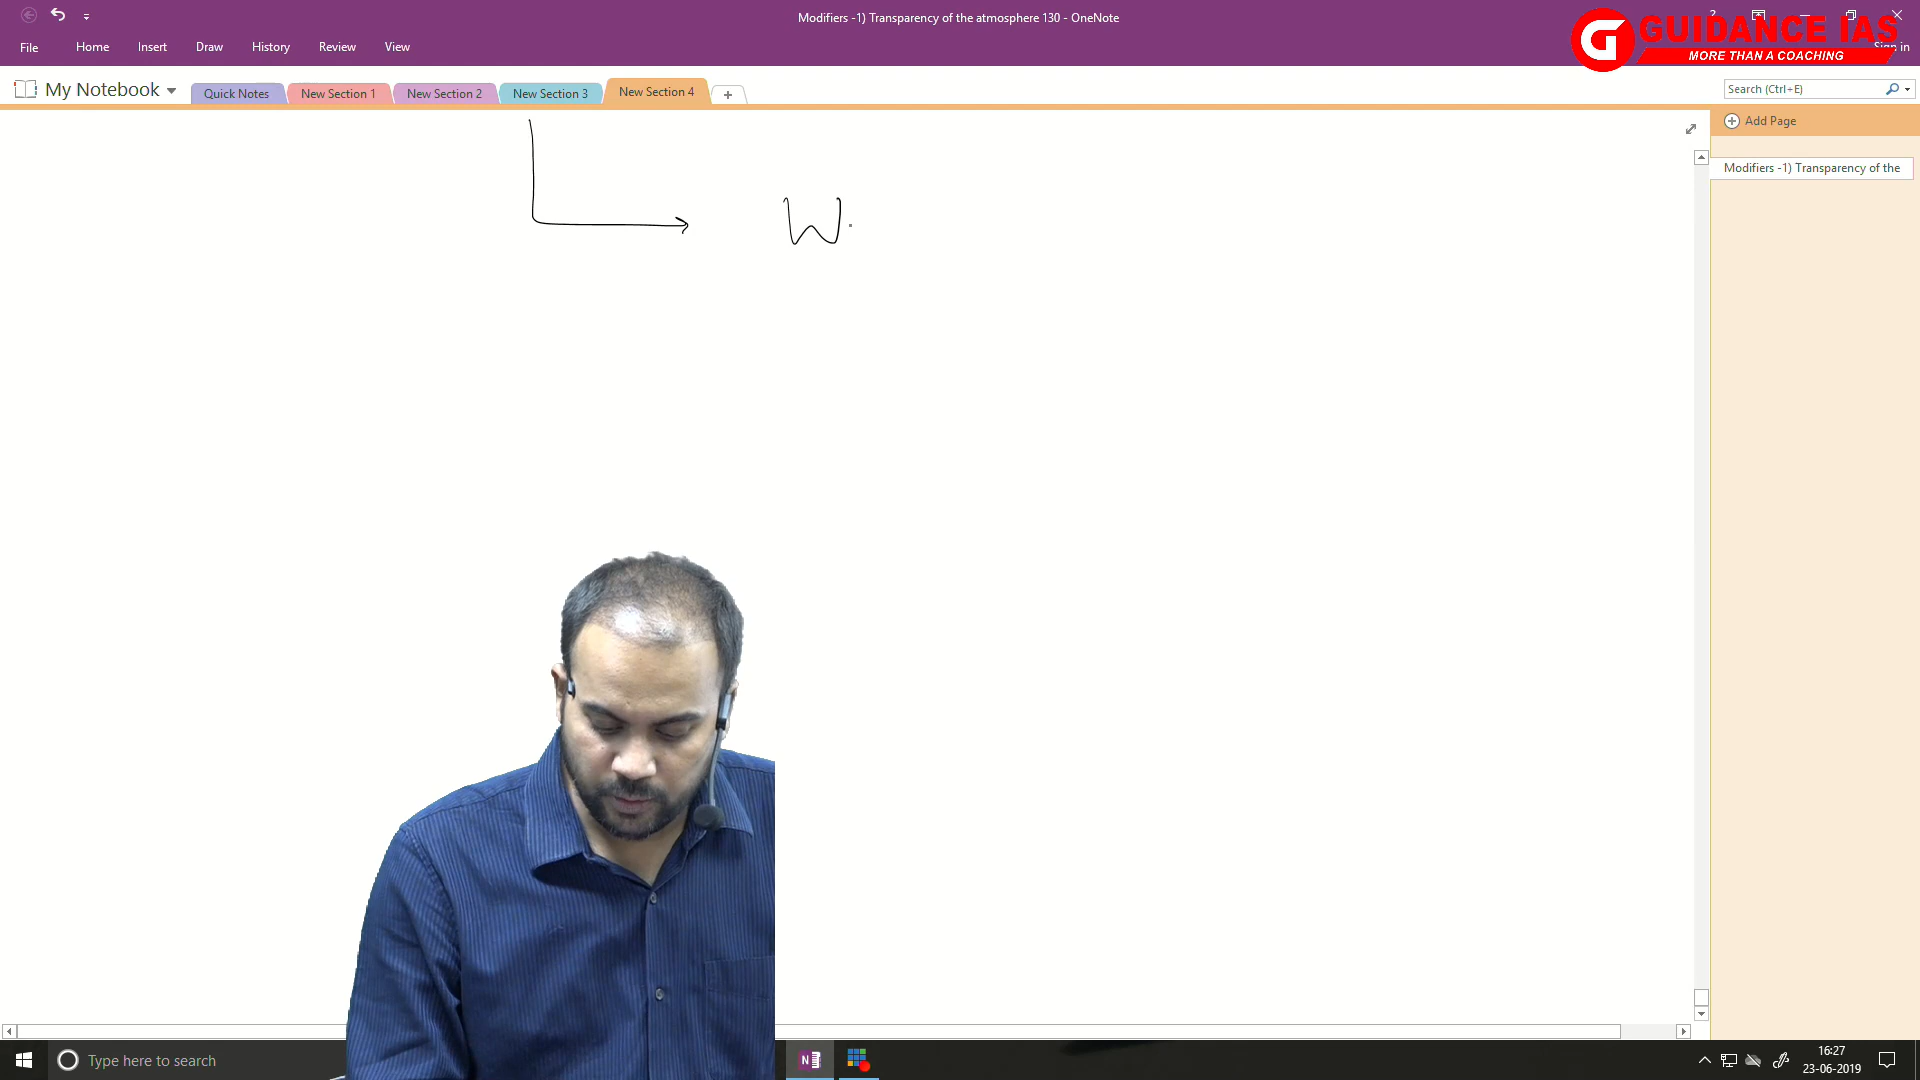 Modifiers -1) Transparency of the atmosphere 130 - OneNote
?
GUIDANCE IAS
MORE THAN A COACHING
File Home Insert Draw History Review View
Sign in
My Notebook Quick Notes New Section 1 New Section 2 New Section 3 New Section 4 +
Search (Ctrl+E)
Add Page
Modifiers -1) Transparency of the
W
Type here to search
N
16:27
23-06-2019